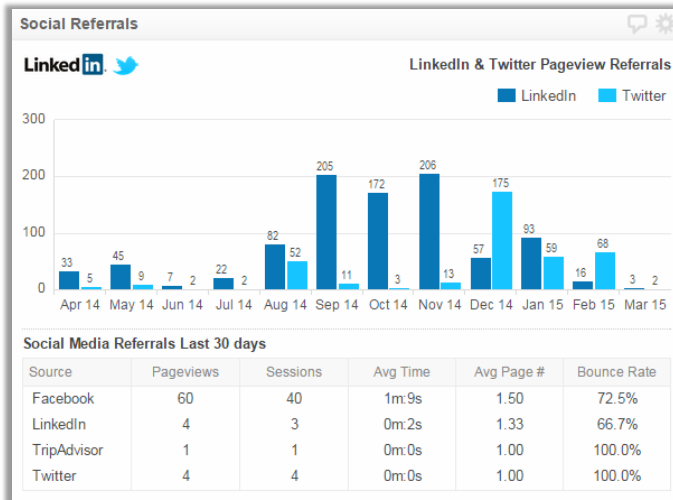 Social Referrals
Linked in.
LinkedIn & Twitter Pageview Referrals
LinkedIn Twitter
300
200
100
0
33 5 45 9 7 2 22 2 82 52 205 11 172 3 206 13 57 175 93 59 16 68 3 2
Apr 14 May 14 Jun 14 Jul 14 Aug 14 Sep 14 Oct 14 Nov 14 Dec 14 Jan 15 Feb 15 Mar 15
Social Media Referrals Last 30 days
Source Pageviews Sessions Avg Time Avg Page # Bounce Rate
Facebook 60 40 1m:9s 1.50 72.5%
LinkedIn 4 3 0m:2s 1.33 66.7%
TripAdvisor 1 1 0m:0s 1.00 100.0%
Twitter 4 4 0m:0s 1.00 100.0%